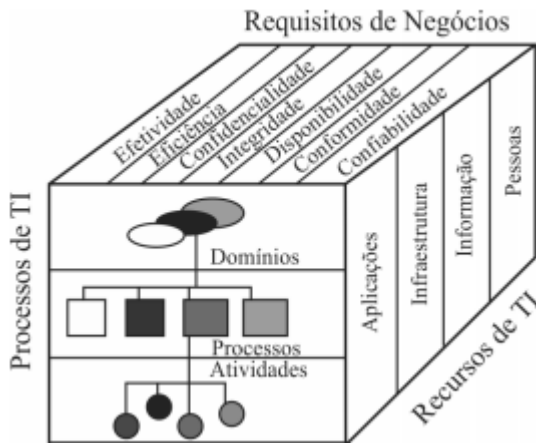 Requisitos de Negócios
Efetividade
Eficiência
Confidencialidade
Integridade
Disponibilidade
Conformidade
Confiabilidade
Processos de TI
Domínios
Processos
Atividades
Aplicações
Infraestrutura
Informação
Pessoas
Recursos de TI